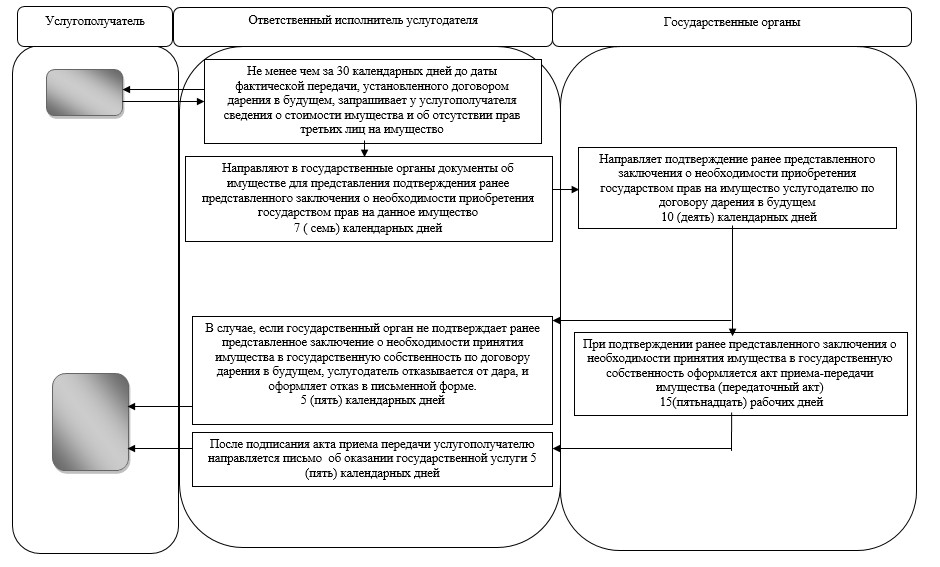 Услугополучатель
Ответственный исполнитель услугодателя
Государственные органы
Не менее чем за 30 календарных дней до даты
фактической передачи, установленного договором
дарения в будущем, запрашивает у услугополучателя
сведения о стоимости имущества и об отсутствии прав
третьих лиц на имущество
Направляют в государственные органы документы об
имуществе для представления подтверждения ранее
представленного заключения о необходимости приобретения
государством прав на данное имущество
7 ( семь) календарных дней
Направляет подтверждение ранее представленного
заключения о необходимости приобретения
государством прав на имущество услугодателю по
договору дарения в будущем
10 (деять) календарных дней
В случае, если государственный орган не подтверждает ранее
представленное заключение о необходимости принятия
имущества в государственную собственность по договору
дарения в будущем, услугодатель отказывается от дара, и
оформляет отказ в письменной форме.
5 (пять) календарных дней
При подтверждении ранее представленного заключения о
необходимости принятия имущества в государственную
собственность оформляется акт приема-передачи
имущества (передаточный акт)
15(пятьнадцать) рабочих дней
После подписания акта приема передачи услугополучателю
направляется письмо об оказании государственной услуги 5
(пять) календарных дней